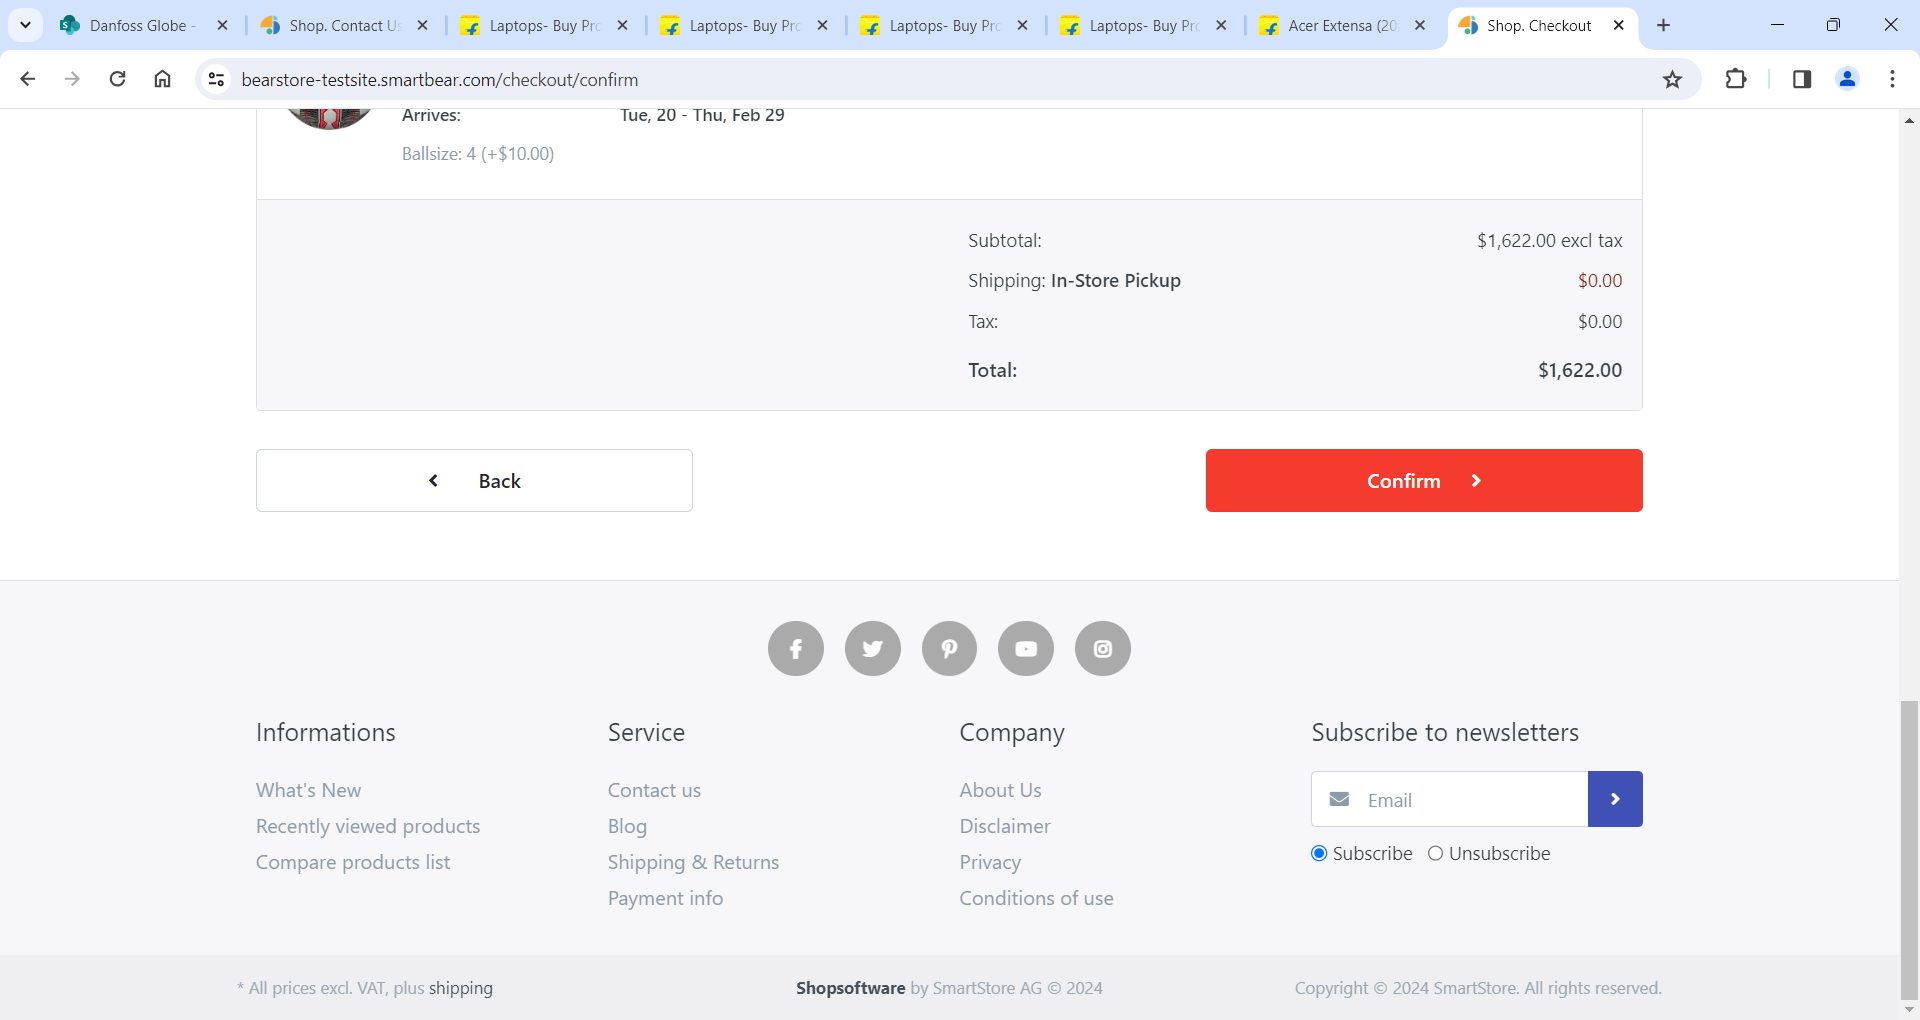 Danfoss Globe -
Shop. Contact Us
Laptops- Buy Pro
Laptops- Buy Pro
Laptops- Buy Pro
Laptops- Buy Pro
Acer Extensa (20
Shop. Checkout
bearstore-testsite.smartbear.com/checkout/confirm
Arrives: Tue, 20 - Thu, Feb 29
Ballsize: 4 (+$10.00)
Subtotal: $1,622.00 excl tax
Shipping: In-Store Pickup $0.00
Tax: $0.00
Total: $1,622.00
Back
Confirm
Informations
What's New
Recently viewed products
Compare products list
Service
Contact us
Blog
Shipping & Returns
Payment info
Company
About Us
Disclaimer
Privacy
Conditions of use
Subscribe to newsletters
Email
Subscribe Unsubscribe
* All prices excl. VAT, plus shipping
Shopsoftware by SmartStore AG © 2024
Copyright © 2024 SmartStore. All rights reserved.